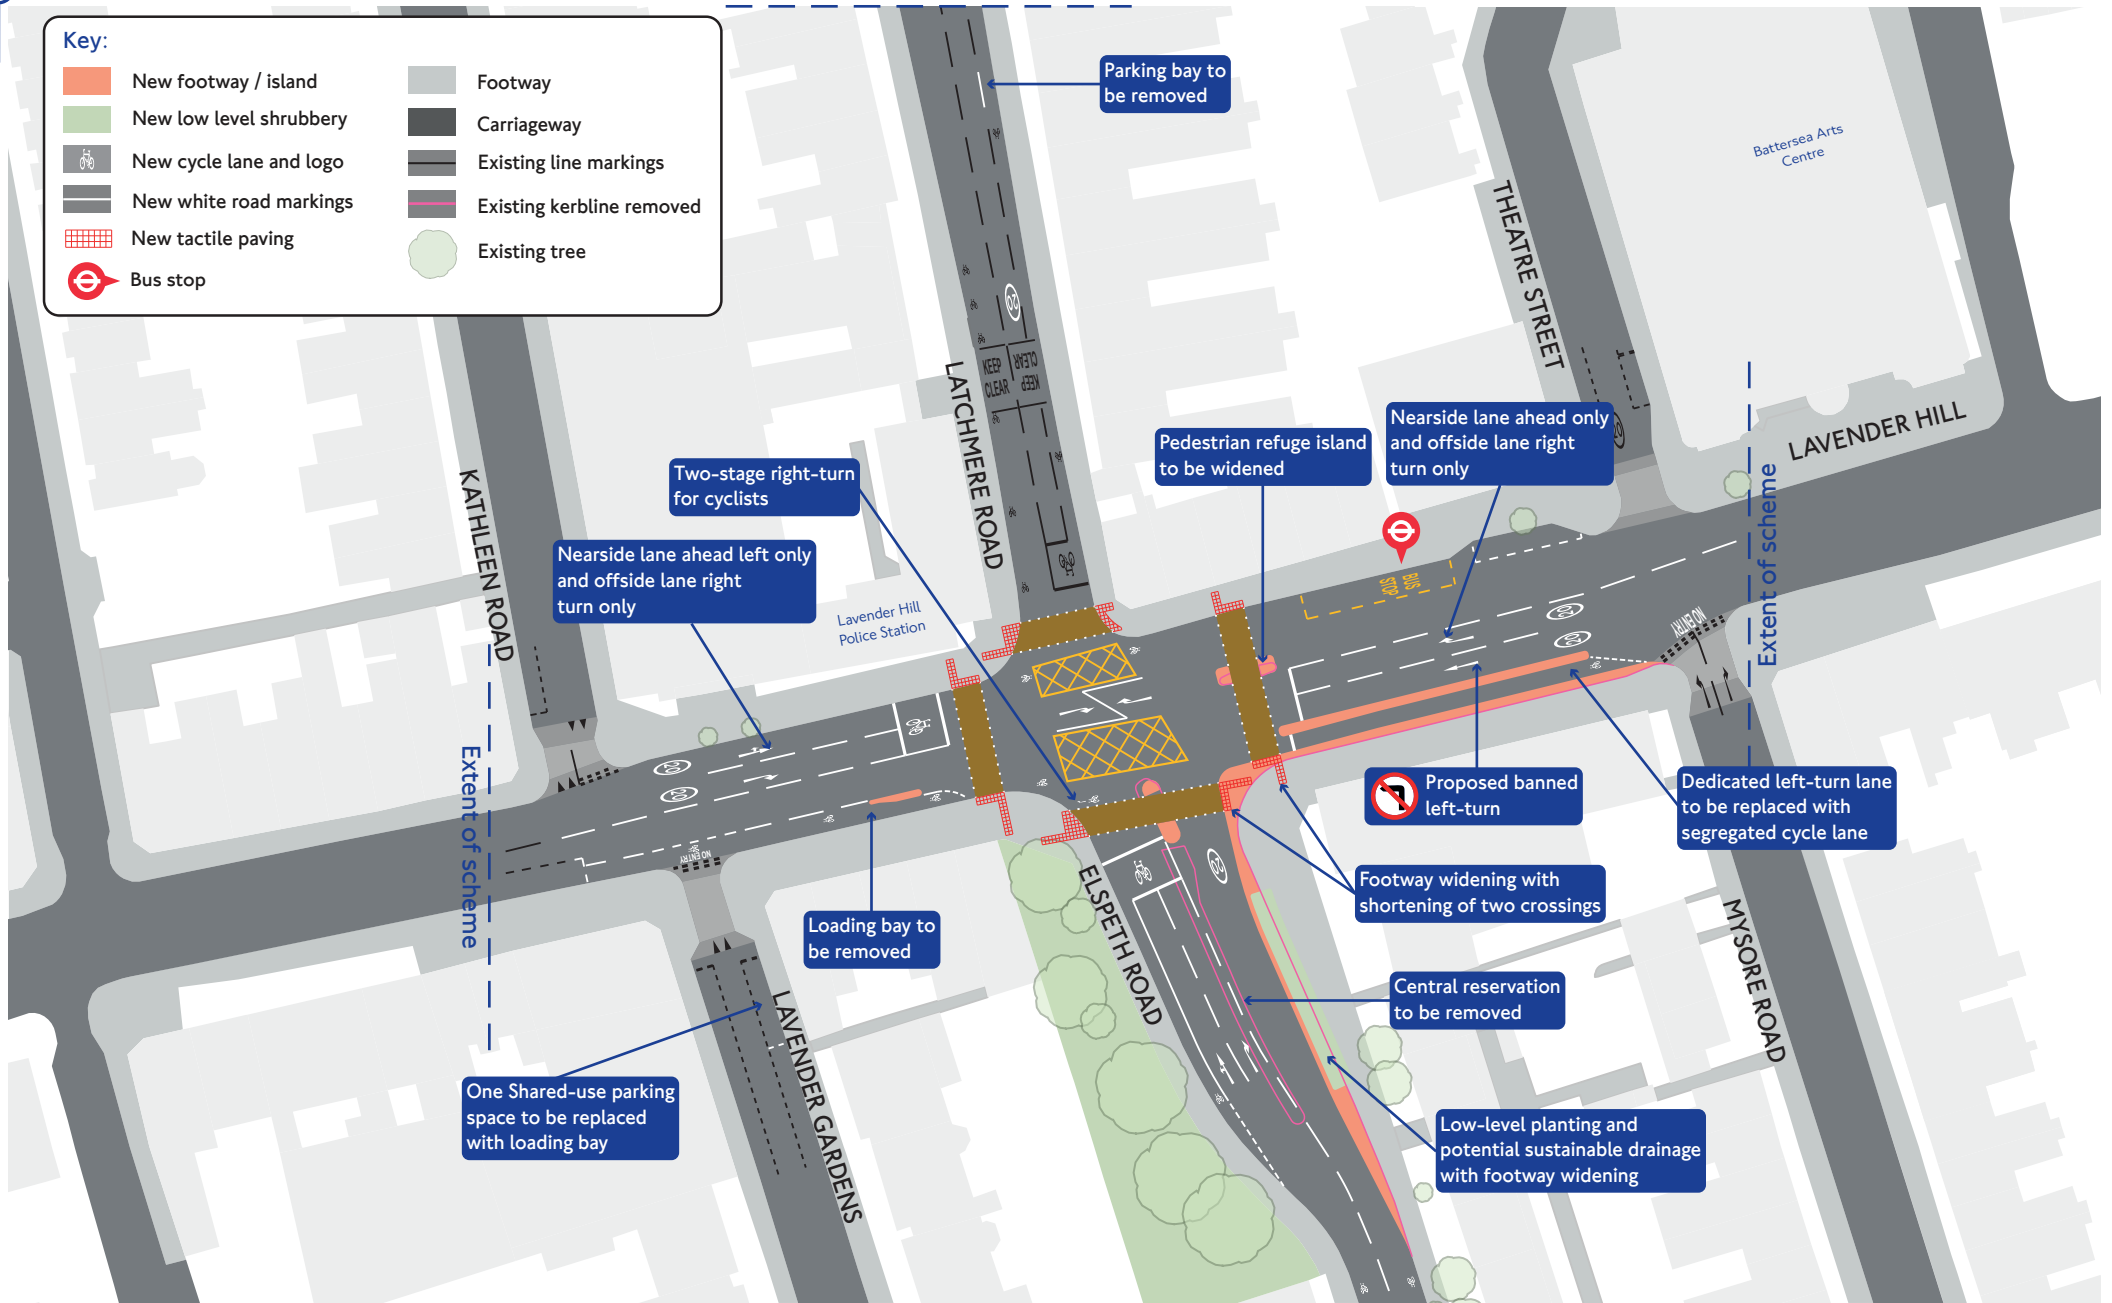 Key:
New footway / island
New low level shrubbery
New cycle lane and logo
New white road markings
New tactile paving
Bus stop
Footway
Carriageway
Existing line markings
Existing kerbline removed
Existing tree
Parking bay to
be removed
Battersea Arts
Centre
THEATRE STREET
LAVENDER HILL
Extent of scheme
LATCHMERE ROAD
KEEP
CLEAR
KEEP
CLEAR
20
20
Nearside lane ahead only
and offside lane right
turn only
Pedestrian refuge island
to be widened
Two-stage right-turn
for cyclists
KATHLEEN ROAD
Nearside lane ahead left only
and offside lane right
turn only
Lavender Hill
Police Station
BUS
STOP
20
20
NO ENTRY
20
20
Extent of scheme
NO ENTRY
Proposed banned
left-turn
Dedicated left-turn lane
to be replaced with
segregated cycle lane
20
Footway widening with
shortening of two crossings
ELSPETH ROAD
Loading bay to
be removed
MYSORE ROAD
Central reservation
to be removed
LAVENDER GARDENS
One Shared-use parking
space to be replaced
with loading bay
Low-level planting and
potential sustainable drainage
with footway widening